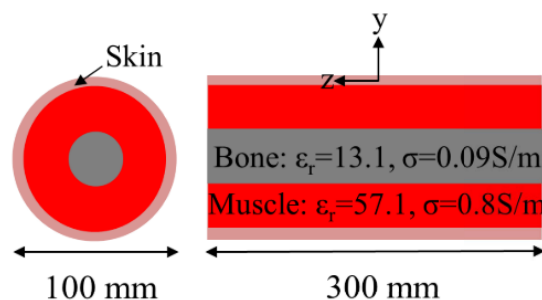 Skin
y
z
Bone: εᵣ=13.1, σ=0.09S/m
Muscle: εᵣ=57.1, σ=0.8S/m
100 mm
300 mm